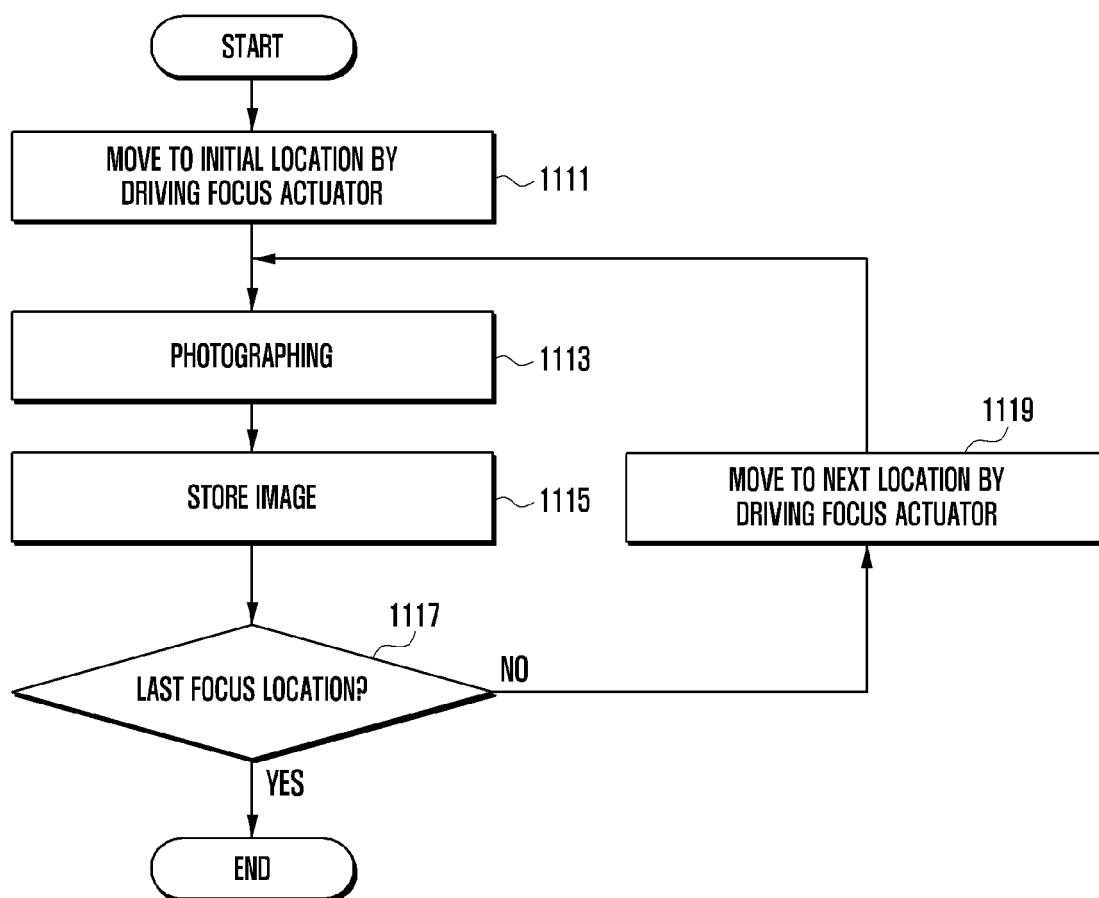 START
MOVE TO INITIAL LOCATION BY
DRIVING FOCUS ACTUATOR
1111
PHOTOGRAPHING
1113
STORE IMAGE
1115
1119
MOVE TO NEXT LOCATION BY
DRIVING FOCUS ACTUATOR
1117
LAST FOCUS LOCATION?
NO
YES
END